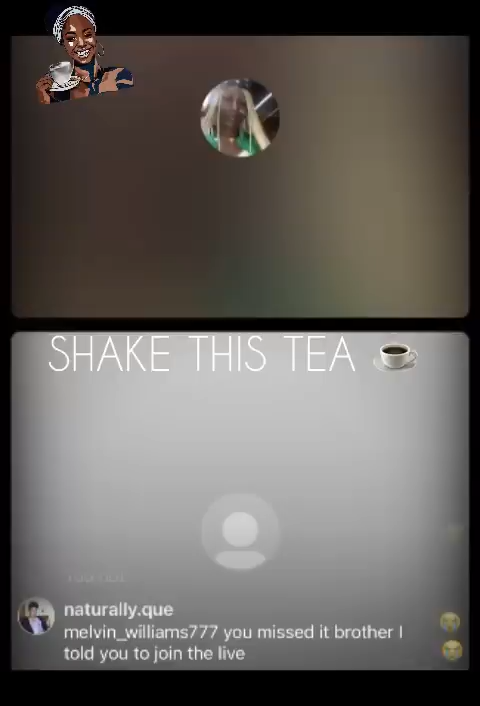 SHAKE THIS TEA
naturally.que
melvin_williams777 you missed it brother I
told you to join the live